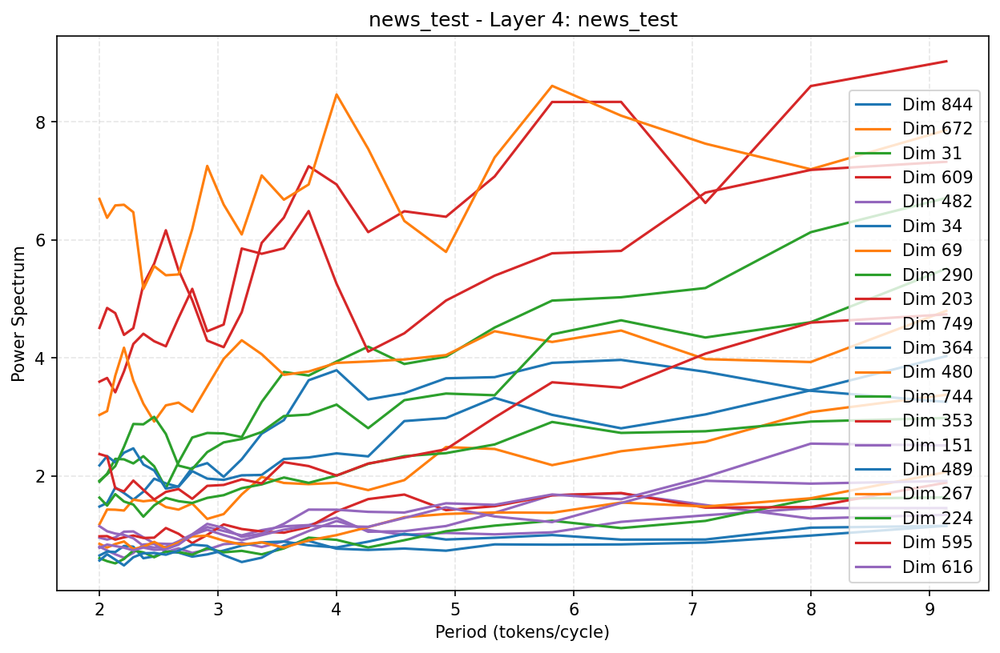 news_test - Layer 4: news_test
Power Spectrum
8
6
4
2
2
3
4
5
6
7
8
9
Period (tokens/cycle)
Dim 844
Dim 672
Dim 31
Dim 609
Dim 482
Dim 34
Dim 69
Dim 290
Dim 203
Dim 749
Dim 364
Dim 480
Dim 744
Dim 353
Dim 151
Dim 489
Dim 267
Dim 224
Dim 595
Dim 616